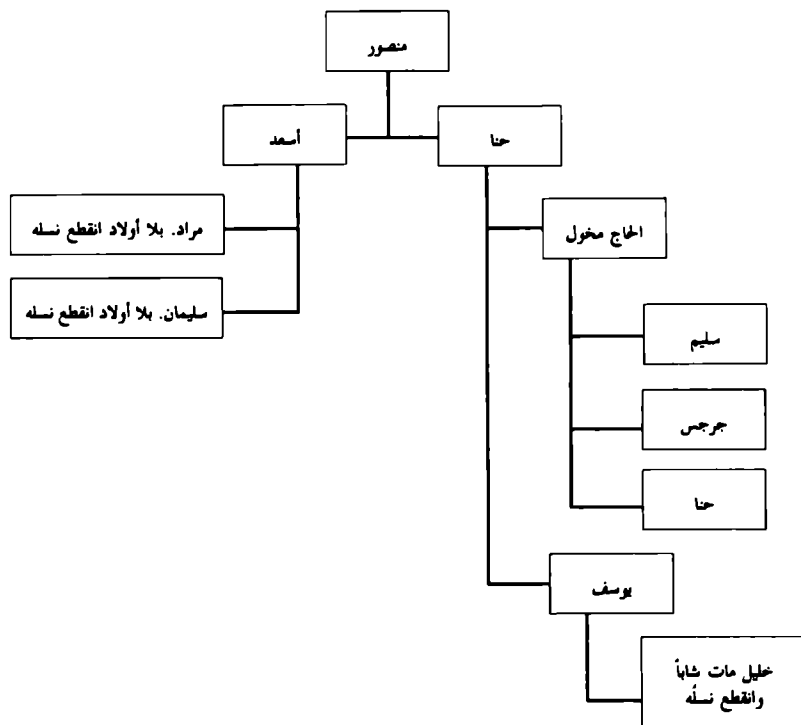 منصور
حنا
أسعد
الحاج مخول
مراد. بلا أولاد انقطع نسله
سليمان. بلا أولاد انقطع نسله
سليم
جرجس
حنا
يوسف
خليل مات شاباً
وانقطع نسلُه